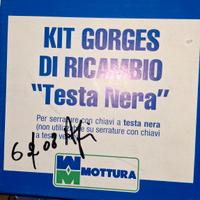 KIT GORGES
DI RICAMBIO
“Testa Nera”
Per serrature con chiavi a testa nera
(non utilizzare su serrature con chiavi
a testa
MOTTURA